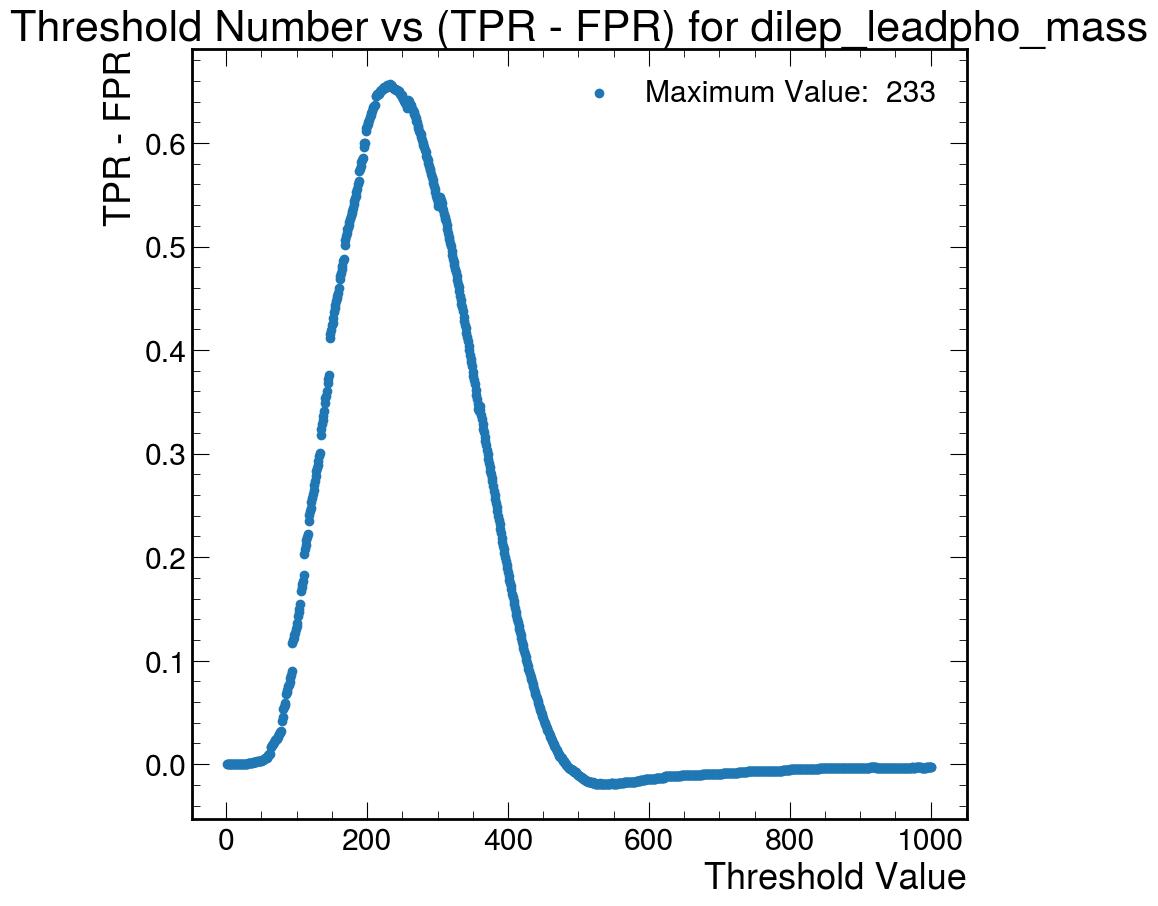 Threshold Number vs (TPR - FPR) for dilep_leadpho_mass
TPR - FPR
Maximum Value:  233
0.6
0.5
0.4
0.3
0.2
0.1
0.0
0 200 400 600 800 1000
Threshold Value